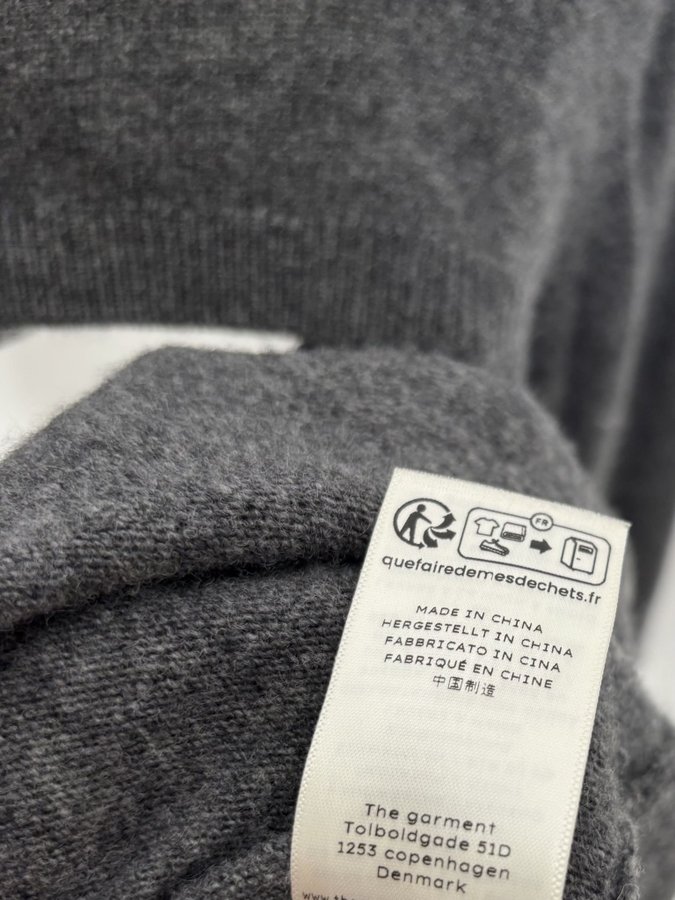 FR
quefairedemesdechets.fr
MADE IN CHINA
HERGESTELLT IN CHINA
FABBRICATO IN CINA
FABRIQUÉ EN CHINE
中国制造
The garment
Tolboldgade 51D
1253 copenhagen
Denmark